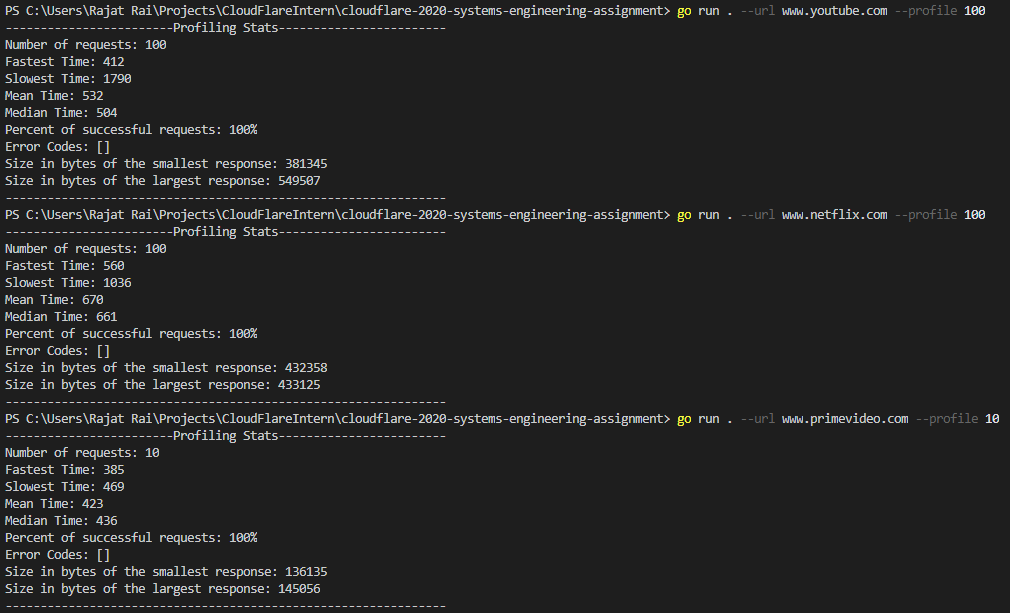 PS C:\Users\Rajat Rai\Projects\CloudFlareIntern\cloudflare-2020-systems-engineering-assignment> go run . --url www.youtube.com --profile 100
------------------------Profiling Stats------------------------
Number of requests: 100
Fastest Time: 412
Slowest Time: 1790
Mean Time: 532
Median Time: 504
Percent of successful requests: 100%
Error Codes: []
Size in bytes of the smallest response: 381345
Size in bytes of the largest response: 549507
---------------------------------------------------------------
PS C:\Users\Rajat Rai\Projects\CloudFlareIntern\cloudflare-2020-systems-engineering-assignment> go run . --url www.netflix.com --profile 100
------------------------Profiling Stats------------------------
Number of requests: 100
Fastest Time: 560
Slowest Time: 1036
Mean Time: 670
Median Time: 661
Percent of successful requests: 100%
Error Codes: []
Size in bytes of the smallest response: 432358
Size in bytes of the largest response: 433125
---------------------------------------------------------------
PS C:\Users\Rajat Rai\Projects\CloudFlareIntern\cloudflare-2020-systems-engineering-assignment> go run . --url www.primevideo.com --profile 10
------------------------Profiling Stats------------------------
Number of requests: 10
Fastest Time: 385
Slowest Time: 469
Mean Time: 423
Median Time: 436
Percent of successful requests: 100%
Error Codes: []
Size in bytes of the smallest response: 136135
Size in bytes of the largest response: 145056
---------------------------------------------------------------